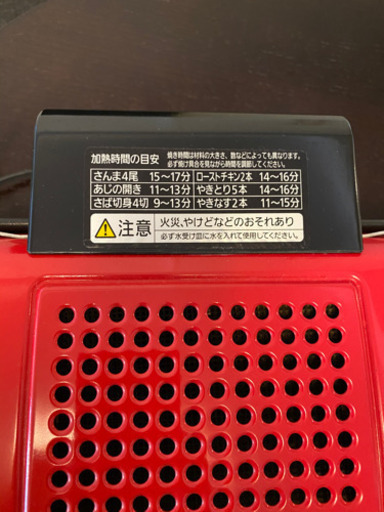 加熱時間の目安 焼き時間は材料の大きさ、数などによっても異なります。
必ず焼け具合を見ながら時間を調節してください。
さんま4尾 15〜17分 ローストチキン2本 14〜16分
あじの開き 11〜13分 やきとり5本 14〜16分
さば切身4切 9〜13分 やきなす2本 11〜15分
注意 火災、やけどなどのおそれあり
必ず水受け皿に水を入れて使用してください。